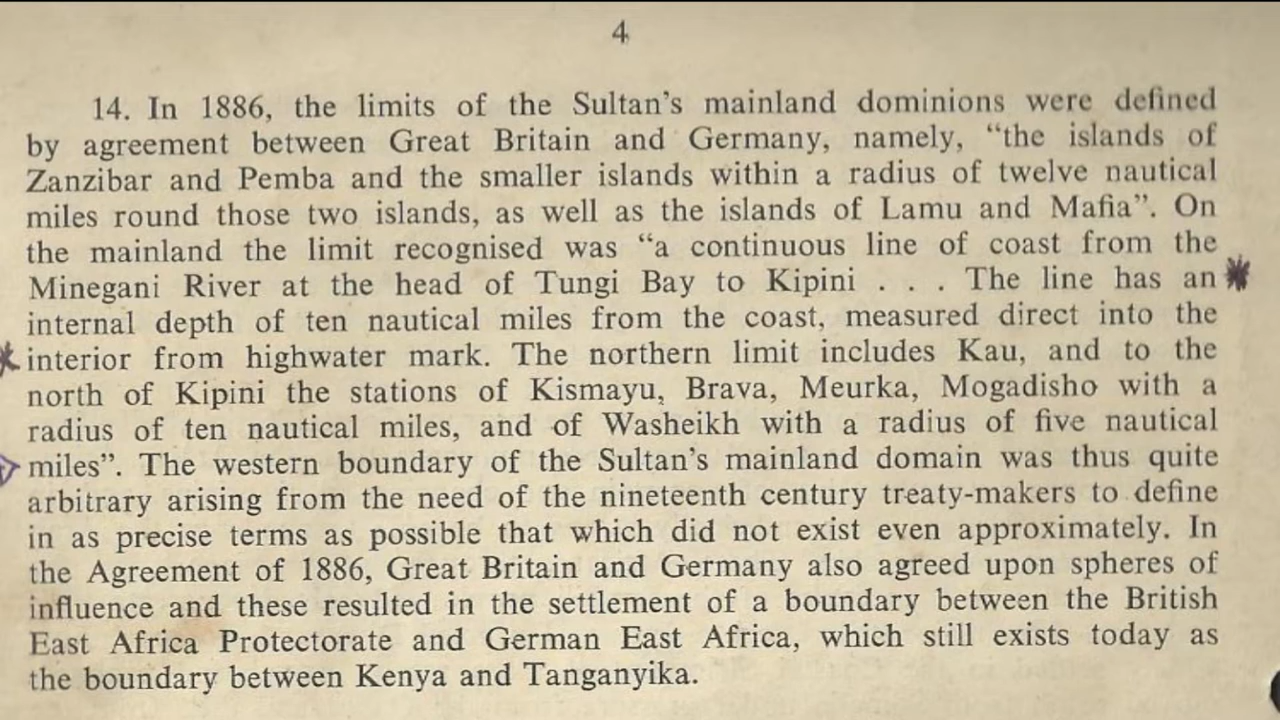 4
14. In 1886, the limits of the Sultan's mainland dominions were defined
by agreement between Great Britain and Germany, namely, “the islands of
Zanzibar and Pemba and the smaller islands within a radius of twelve nautical
miles round those two islands, as well as the islands of Lamu and Mafia”. On
the mainland the limit recognised was “a continuous line of coast from the
Minegani River at the head of Tungi Bay to Kipini . . . The line has an
internal depth of ten nautical miles from the coast, measured direct into the
interior from highwater mark. The northern limit includes Kau, and to the
north of Kipini the stations of Kismayu, Brava, Meurka, Mogadisho with a
radius of ten nautical miles, and of Washeikh with a radius of five nautical
miles”. The western boundary of the Sultan's mainland domain was thus quite
arbitrary arising from the need of the nineteenth century treaty-makers to define
in as precise terms as possible that which did not exist even approximately. In
the Agreement of 1886, Great Britain and Germany also agreed upon spheres of
influence and these resulted in the settlement of a boundary between the British
East Africa Protectorate and German East Africa, which still exists today as
the boundary between Kenya and Tanganyika.